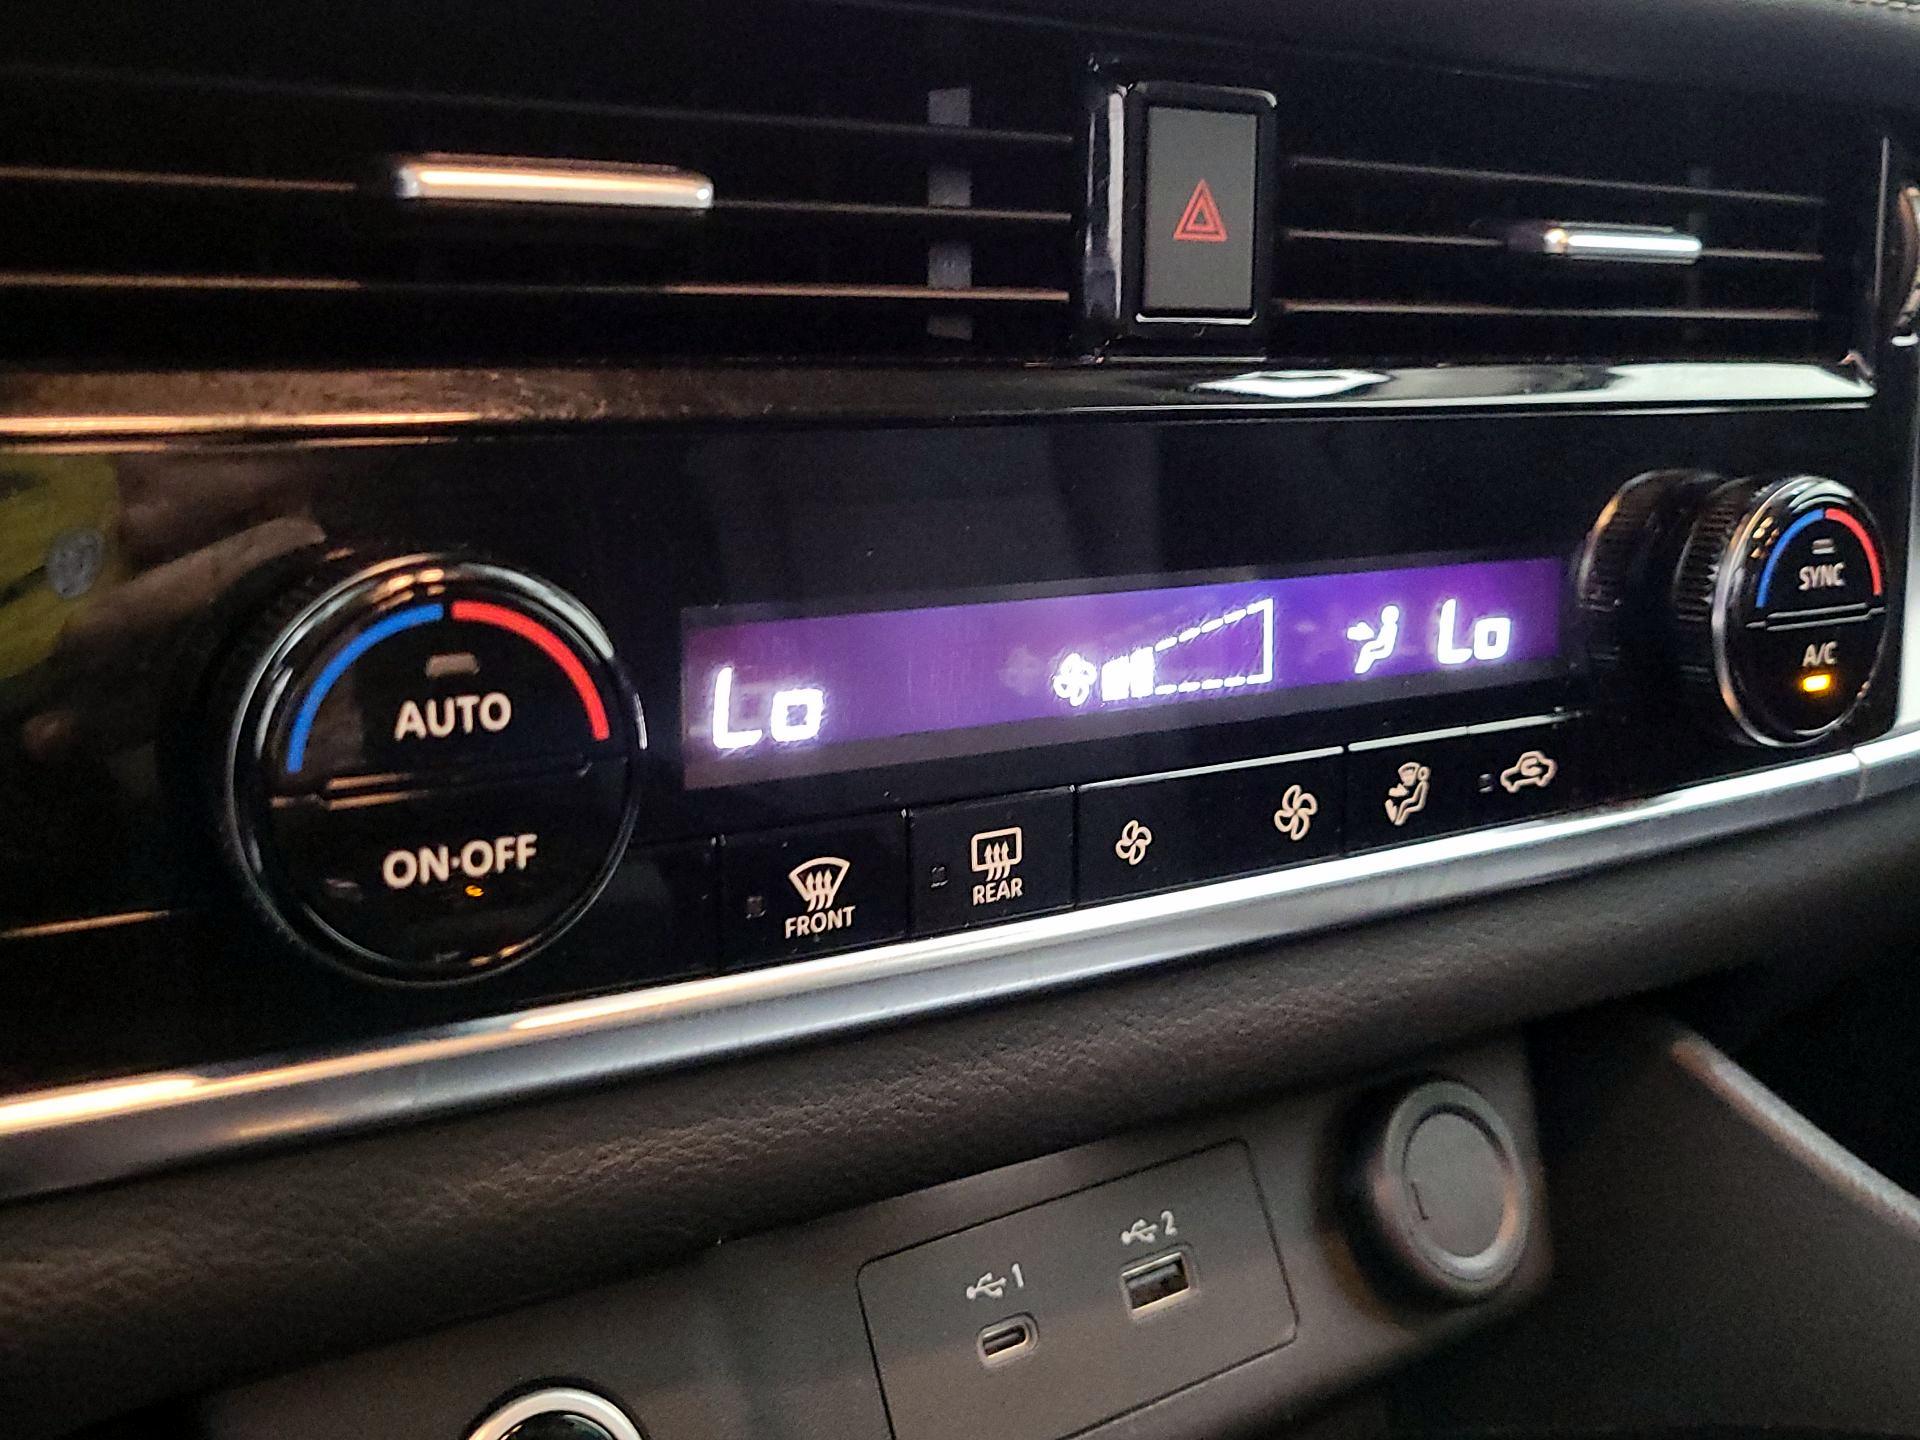 Lo
Lo
AUTO
ON·OFF
SYNC
A/C
FRONT
REAR
1
2